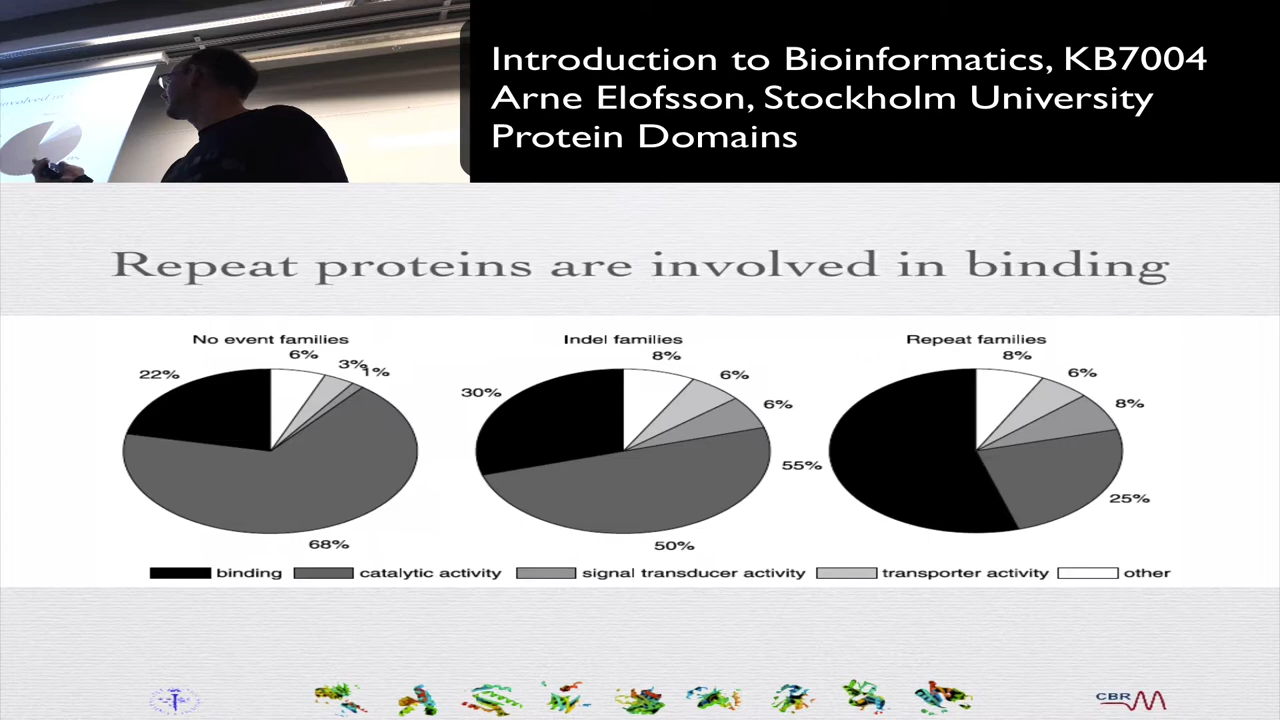 Introduction to Bioinformatics, KB7004
Arne Elofsson, Stockholm University
Protein Domains
Repeat proteins are involved in binding
No event families
6%
3%
1%
22%
68%
Indel families
8%
6%
6%
30%
50%
Repeat families
8%
6%
8%
55%
25%
binding
catalytic activity
signal transducer activity
transporter activity
other
CBR